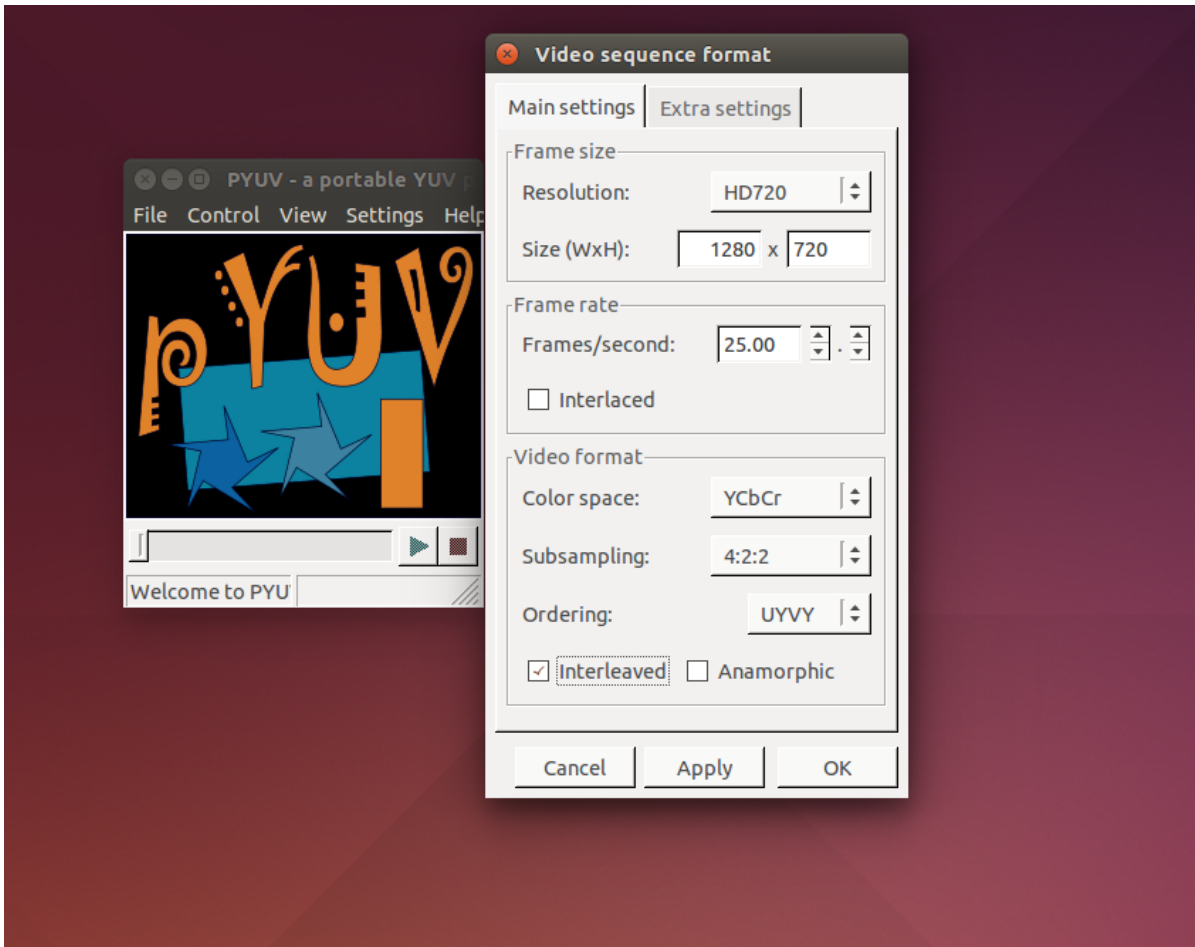 Video sequence format
Main settings
Extra settings
Frame size
Resolution: HD720
Size (WxH): 1280 x 720
Frame rate
Frames/second: 25.00 .
Interlaced
Video format
Color space: YCbCr
Subsampling: 4:2:2
Ordering: UYVY
Interleaved Anamorphic
Cancel Apply OK
PYUV - a portable YUV p
File Control View Settings Help
pYUV
Welcome to PYU